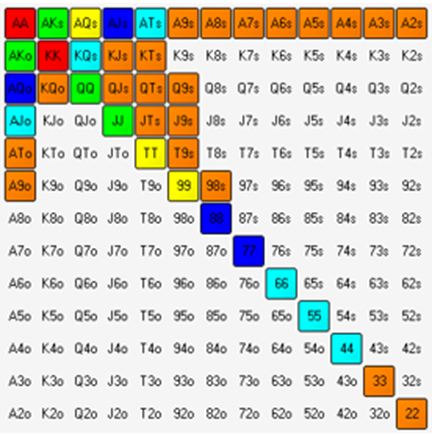 AA AKs AQs AJs ATs A9s A8s A7s A6s A5s A4s A3s A2s
AKo KK KQs KJs KTs K9s K8s K7s K6s K5s K4s K3s K2s
AQo KQo QQ QJs QTs Q9s Q8s Q7s Q6s Q5s Q4s Q3s Q2s
AJo KJo QJo JJ JTs J9s J8s J7s J6s J5s J4s J3s J2s
ATo KTo QTo JTo TT T9s T8s T7s T6s T5s T4s T3s T2s
A9o K9o Q9o J9o T9o 99 98s 97s 96s 95s 94s 93s 92s
A8o K8o Q8o J8o T8o 98o 88 87s 86s 85s 84s 83s 82s
A7o K7o Q7o J7o T7o 97o 87o 77 76s 75s 74s 73s 72s
A6o K6o Q6o J6o T6o 96o 86o 76o 66 65s 64s 63s 62s
A5o K5o Q5o J5o T5o 95o 85o 75o 65o 55 54s 53s 52s
A4o K4o Q4o J4o T4o 94o 84o 74o 64o 54o 44 43s 42s
A3o K3o Q3o J3o T3o 93o 83o 73o 63o 53o 43o 33 32s
A2o K2o Q2o J2o T2o 92o 82o 72o 62o 52o 42o 32o 22